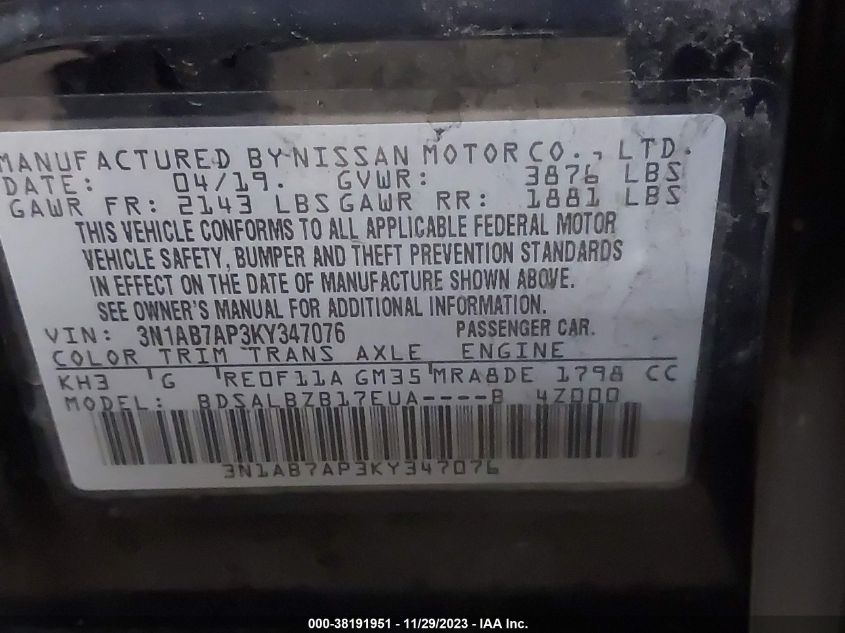 MANUFACTURED BY NISSAN MOTOR CO., LTD.
DATE: 04/19. GVWR: 3876 LBS
GAWR FR: 2143 LBS GAWR RR: 1881 LBS
THIS VEHICLE CONFORMS TO ALL APPLICABLE FEDERAL MOTOR
VEHICLE SAFETY, BUMPER AND THEFT PREVENTION STANDARDS
IN EFFECT ON THE DATE OF MANUFACTURE SHOWN ABOVE.
SEE OWNER'S MANUAL FOR ADDITIONAL INFORMATION.
VIN: 3N1AB7AP3KY347076 PASSENGER CAR.
COLOR TRIM TRANS AXLE ENGINE
KH3 G RE0F11A GM35 MRA8DE 1798 CC
MODEL: BDSALBZB17EUA----B 4Z000
3N1AB7AP3KY347076
000-38191951 - 11/29/2023 - IAA Inc.